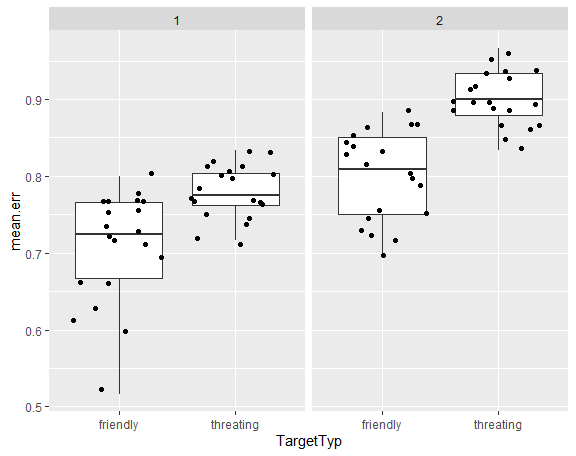 1 2
mean.err
0.9
0.8
0.7
0.6
0.5
friendly threating friendly threating
TargetTyp